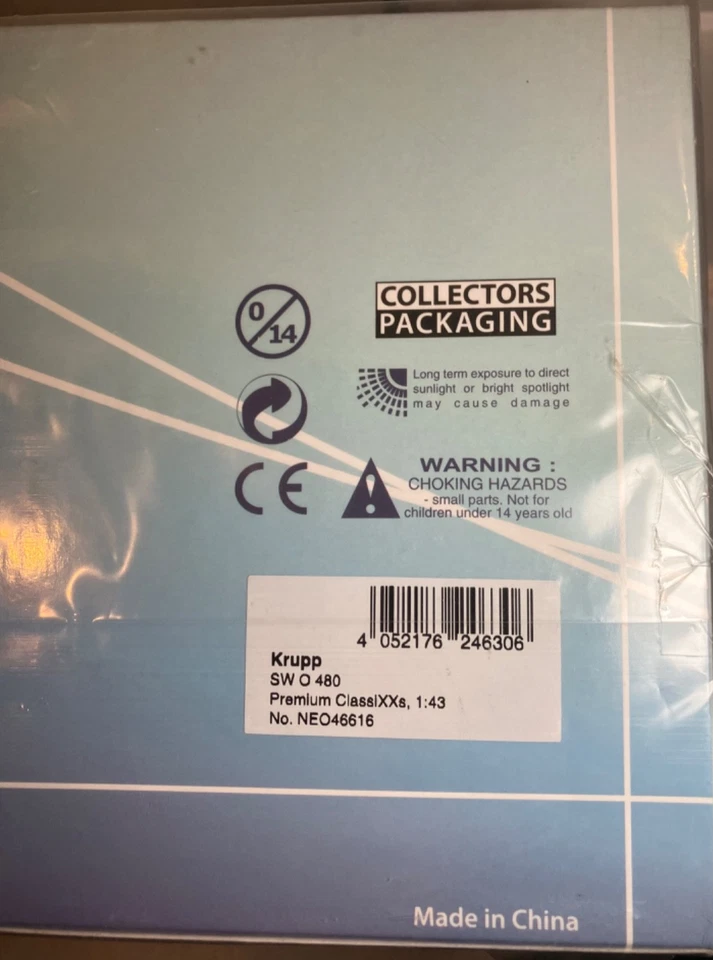 0/14
COLLECTORS
PACKAGING
Long term exposure to direct
sunlight or bright spotlight
may cause damage
CE
WARNING :
CHOKING HAZARDS
- small parts. Not for
children under 14 years old
4 052176 246306
Krupp
SW O 480
Premium ClassiXXs, 1:43
No. NEO46616
Made in China